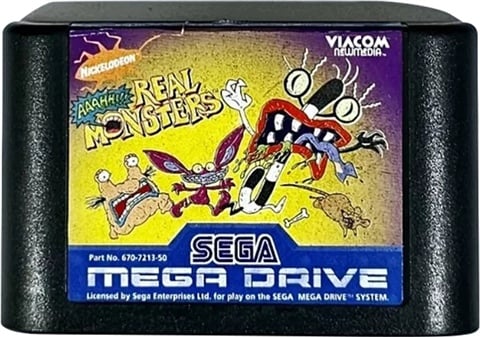 NICKELODEON
VIACOM
NEWMEDIA™
AAAHH!!!
REAL
MONSTERS
SEGA
Part No. 670-7213-50
MEGA DRIVE
Licensed by Sega Enterprises Ltd. for play on the SEGA MEGA DRIVE™ SYSTEM.